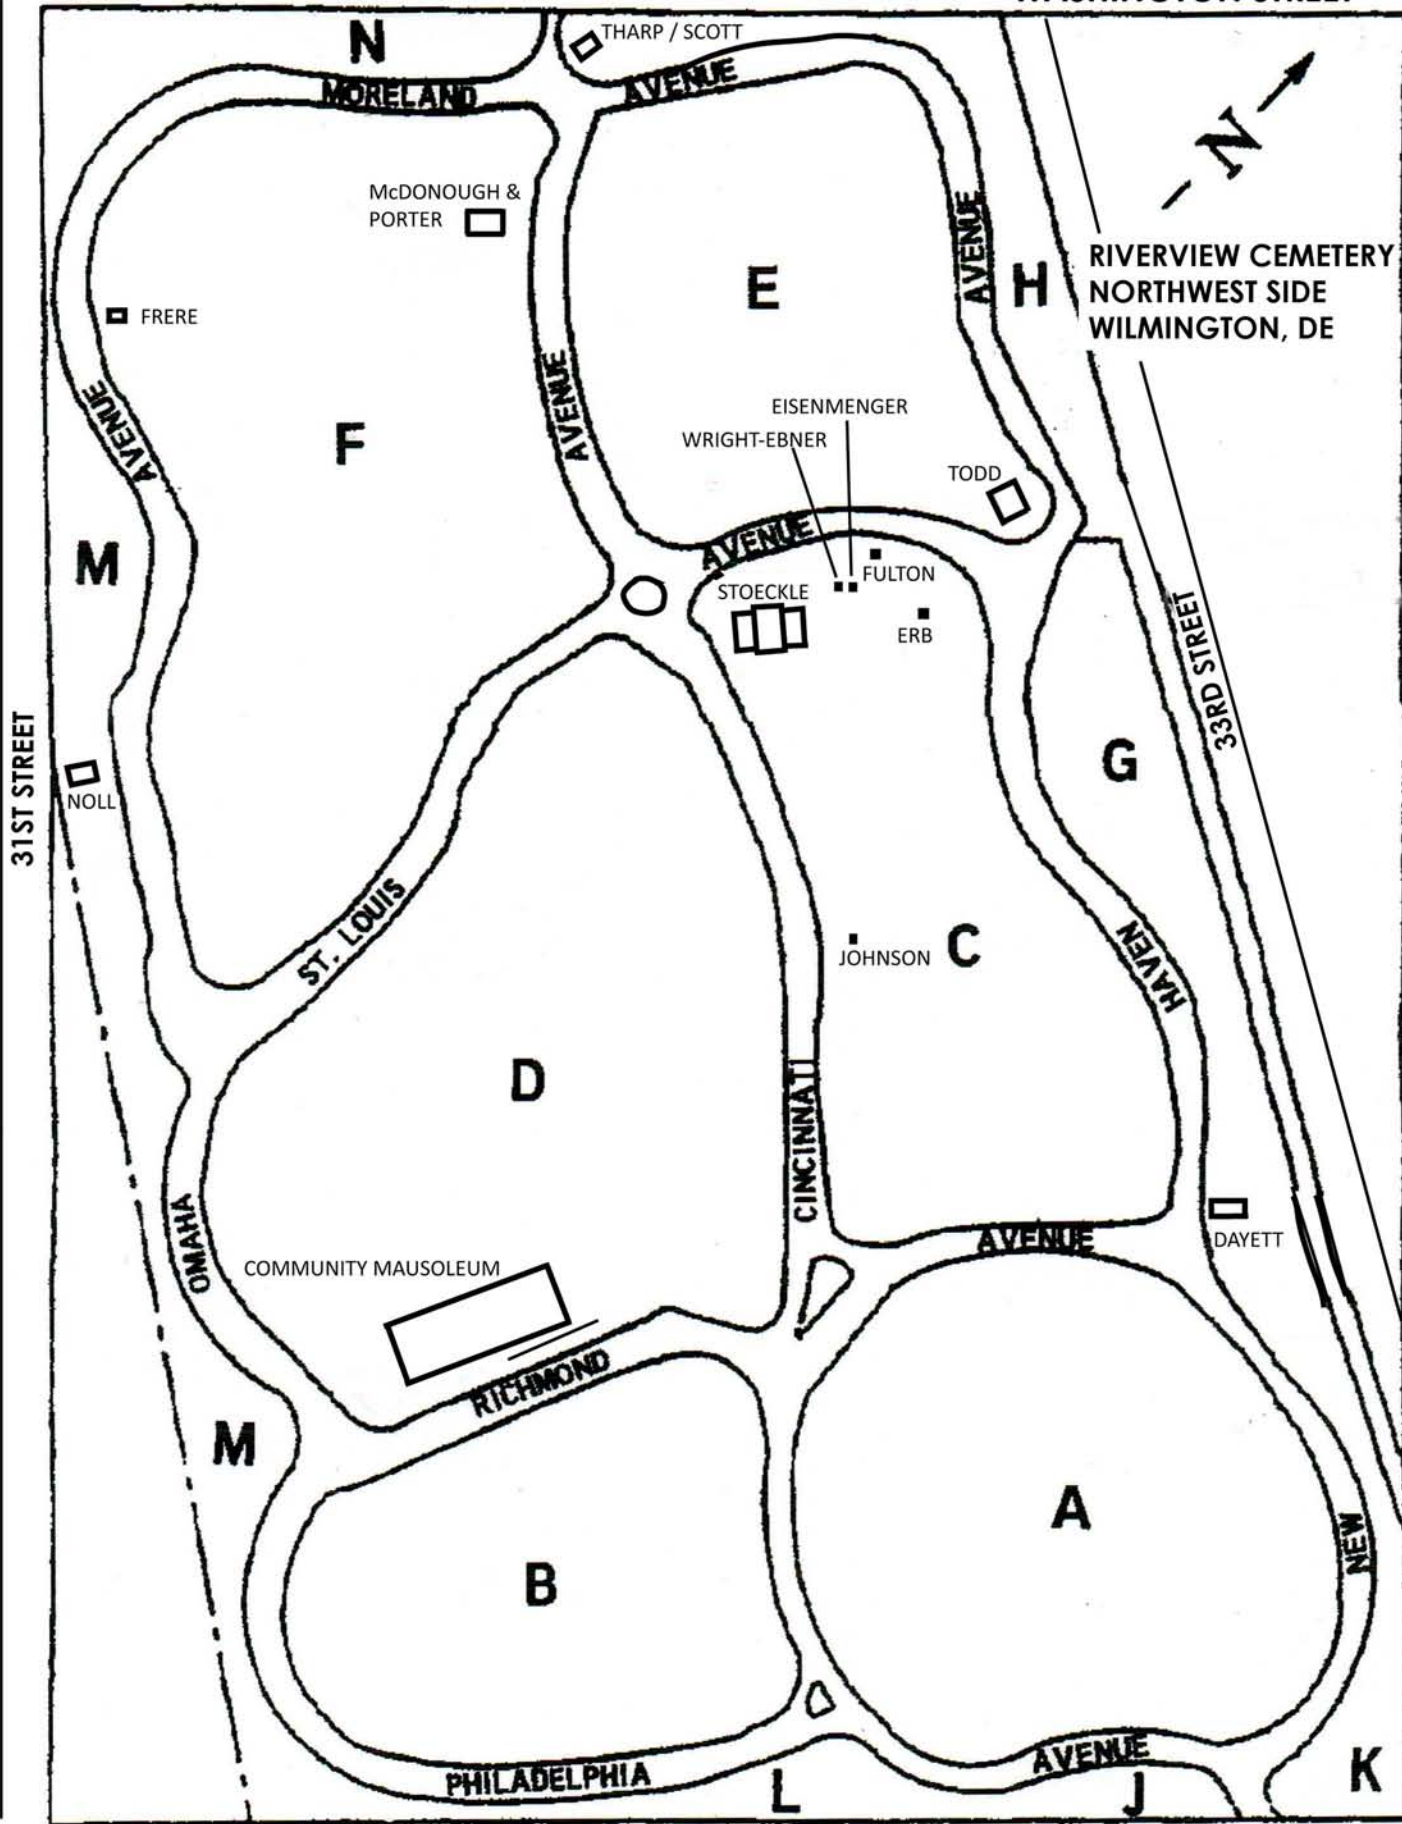 WASHINGTON STREET
N
THARP / SCOTT
MORELAND
AVENUE
N
McDONOUGH &
PORTER
AVENUE
E
H
RIVERVIEW CEMETERY
NORTHWEST SIDE
WILMINGTON, DE
FRERE
AVENUE
AVENUE
F
EISENMENGER
WRIGHT-EBNER
TODD
AVENUE
M
FULTON
STOECKLE
ERB
33RD STREET
31ST STREET
NOLL
G
ST. LOUIS
JOHNSON
C
HAVEN
D
CINCINNATI
OMAHA
AVENUE
DAYETT
COMMUNITY MAUSOLEUM
RICHMOND
M
A
NEW
B
AVENUE
PHILADELPHIA
L
J
K